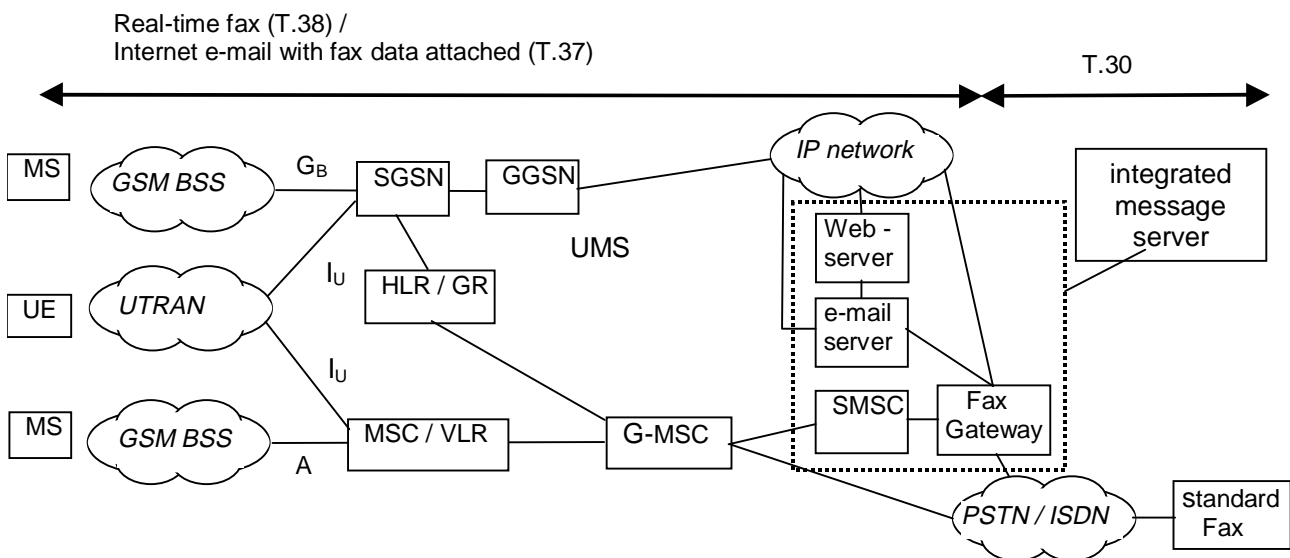 Real-time fax (T.38) /
Internet e-mail with fax data attached (T.37)
T.30
MS
GSM BSS
GB
SGSN
GGSN
IP network
integrated
message
server
UMS
Web -
server
IU
HLR / GR
UE
UTRAN
e-mail
server
IU
MS
GSM BSS
A
MSC / VLR
G-MSC
SMSC
Fax
Gateway
PSTN / ISDN
standard
Fax